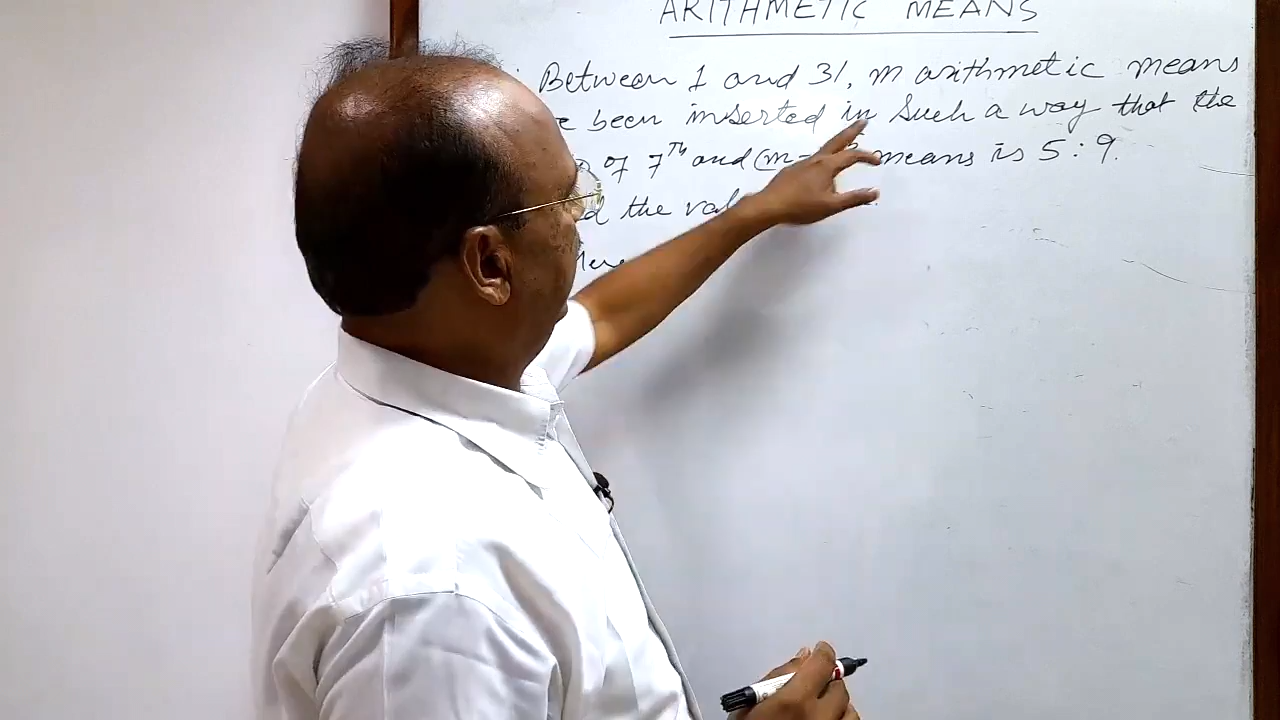 ARITHMETIC MEANS
Between 1 and 31, m arithmetic means
been inserted in such a way that the
of 7th and (m- means is 5:9.
the